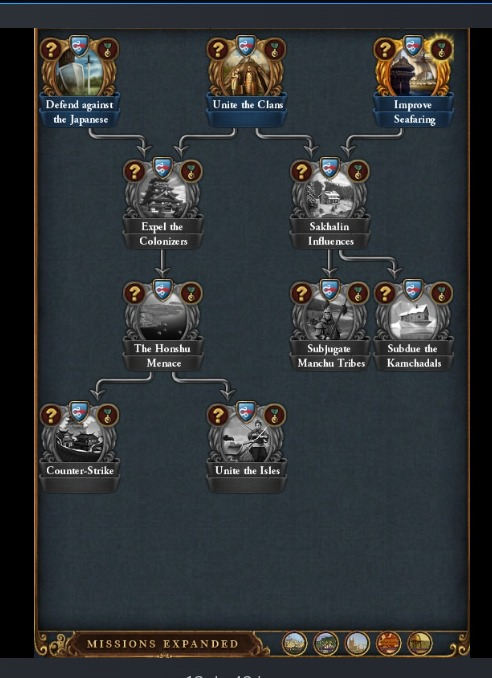 Defend against
the Japanese
Unite the Clans
Improve
Seafaring
Expel the
Colonizers
Sakhalin
Influences
The Honshu
Menace
Subjugate
Manchu Tribes
Subdue the
Kamchadals
Counter-Strike
Unite the Isles
MISSIONS EXPANDED